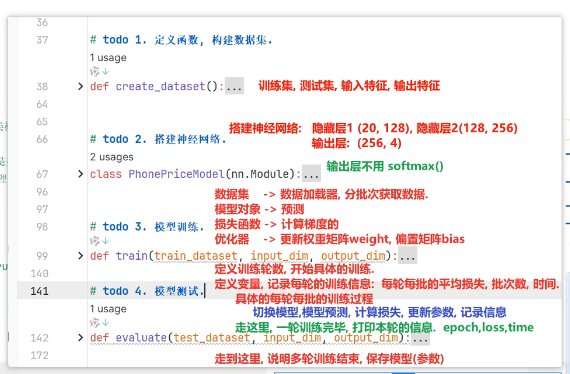 36
37 # todo 1. 定义函数, 构建数据集.
1 usage
38 def create_dataset():... 训练集, 测试集, 输入特征, 输出特征
64
65
搭建神经网络: 隐藏层1 (20, 128), 隐藏层2(128, 256)
66 # todo 2. 搭建神经网络.
输出层: (256, 4)
2 usages
输出层不用 softmax()
67 class PhonePriceModel(nn.Module):...
96 数据集 -> 数据加载器, 分批次获取数据.
97 模型对象 -> 预测
98 # todo 3. 模型训练. 损失函数 -> 计算梯度的
优化器 -> 更新权重矩阵weight, 偏置矩阵bias
99 def train(train_dataset, input_dim, output_dim):...
140 定义训练轮数, 开始具体的训练.
定义变量, 记录每轮的训练信息: 每轮每批的平均损失, 批次数, 时间.
141 # todo 4. 模型测试.
具体的每轮每批的训练过程
1 usage
切换模型,模型预测, 计算损失, 更新参数, 记录信息
走这里, 一轮训练完毕, 打印本轮的信息. epoch,loss,time
142 def evaluate(test_dataset, input_dim, output_dim):...
172 走到这里, 说明多轮训练结束, 保存模型(参数)